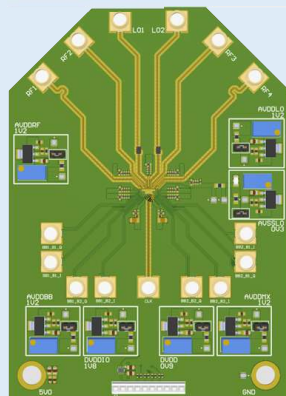 LO1
LO2
RF2
RF3
RF1
RF4
AVDDRF
1V2
AVDDLO
1V2
AVSSLO
0V3
CLK
AVDDBB
1V2
DVDDIO
1V8
DVDD
0V9
AVDDMX
1V2
5V0
GND